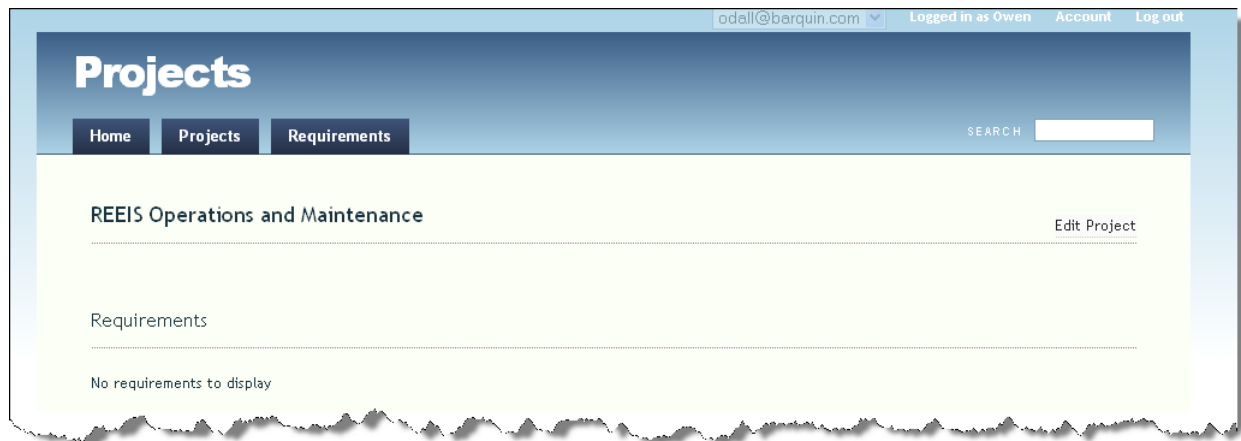 odall@barquin.com Logged in as Owen Account Log out
Projects
Home Projects Requirements SEARCH
REEIS Operations and Maintenance
Edit Project
Requirements
No requirements to display